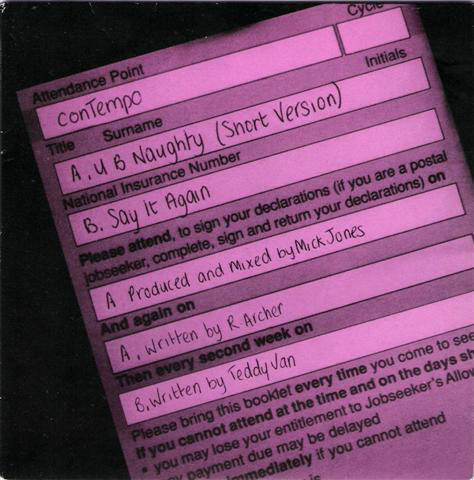 Cycle
Attendance Point
conTempo
Title Surname Initials
A. U B Naughty (Short Version)
National Insurance Number
B. Say It Again
Please attend, to sign your declarations (if you are a postal
jobseeker, complete, sign and return your declarations) on
A Produced and Mixed by Mick Jones
And again on
A. Written by R Archer
Then every second week on
B. Written by Teddy Van
Please bring this booklet every time you come to see
If you cannot attend at the time and on the days
• you may lose your entitlement to Jobseeker's
payment due may be delayed
immediately if you cannot attend